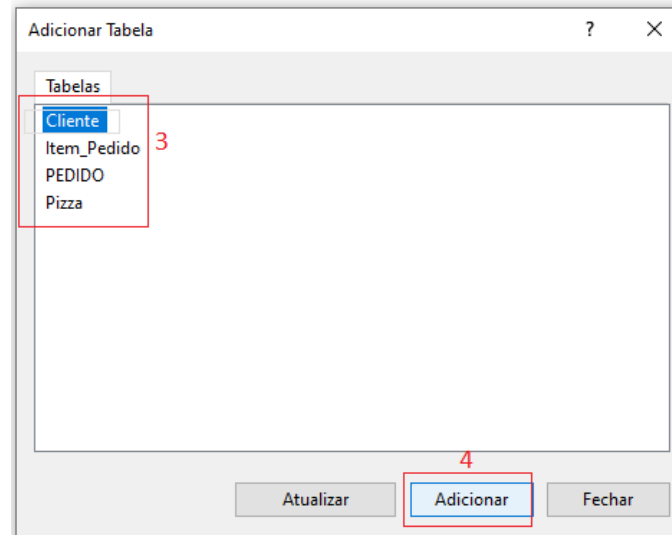 Adicionar Tabela ? X
Tabelas
Cliente
Item_Pedido 3
PEDIDO
Pizza
4
Atualizar Adicionar Fechar